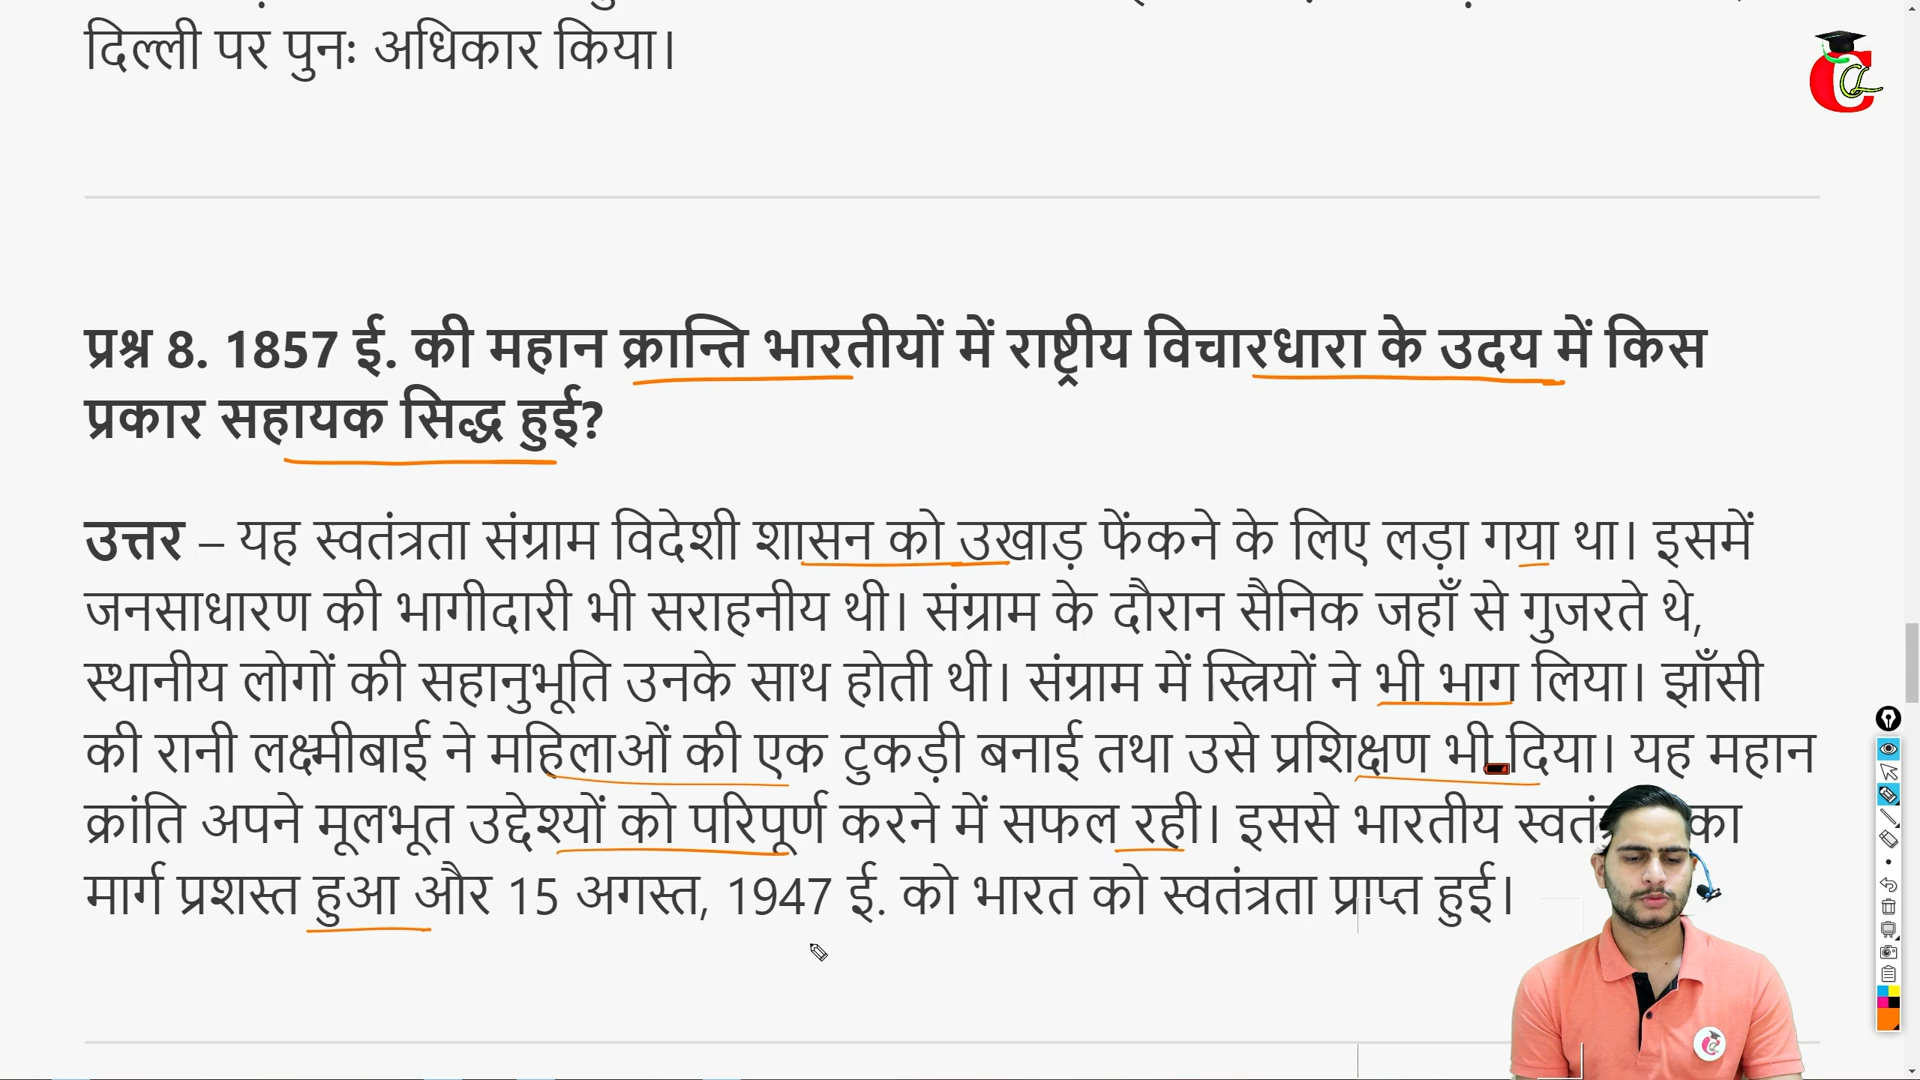 दिल्ली पर पुनः अधिकार किया।
प्रश्न 8. 1857 ई. की महान क्रान्ति भारतीयों में राष्ट्रीय विचारधारा के उदय में किस
प्रकार सहायक सिद्ध हुई?
उत्तर – यह स्वतंत्रता संग्राम विदेशी शासन को उखाड़ फेंकने के लिए लड़ा गया था। इसमें
जनसाधारण की भागीदारी भी सराहनीय थी। संग्राम के दौरान सैनिक जहाँ से गुजरते थे,
स्थानीय लोगों की सहानुभूति उनके साथ होती थी। संग्राम में स्त्रियों ने भी भाग लिया। झाँसी
की रानी लक्ष्मीबाई ने महिलाओं की एक टुकड़ी बनाई तथा उसे प्रशिक्षण भी दिया। यह महान
क्रांति अपने मूलभूत उद्देश्यों को परिपूर्ण करने में सफल रही। इससे भारतीय का
मार्ग प्रशस्त हुआ और 15 अगस्त, 1947 ई. को भारत को स्वतंत्रता प्राप्त हुई।